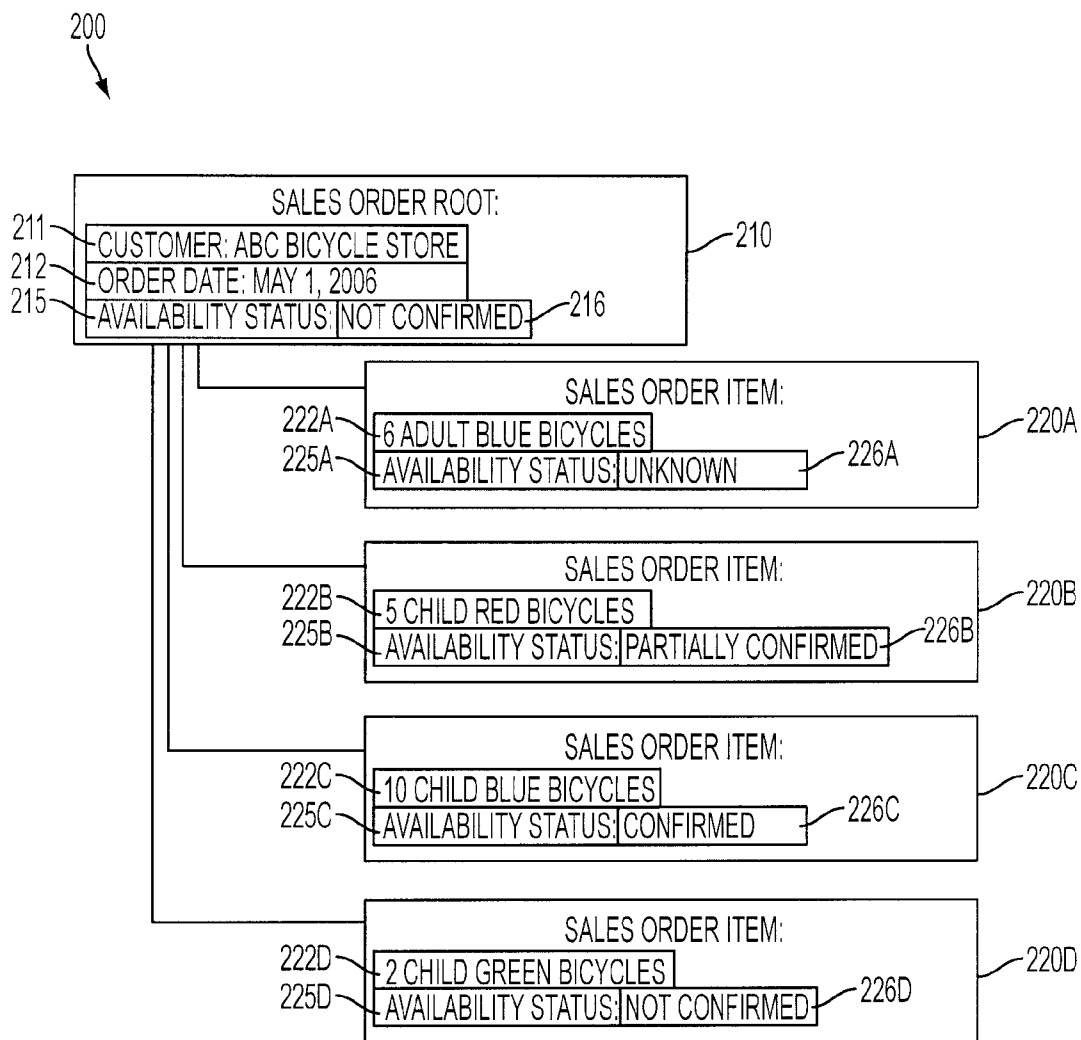 200
SALES ORDER ROOT:
211
CUSTOMER: ABC BICYCLE STORE
210
212
ORDER DATE: MAY 1, 2006
215
AVAILABILITY STATUS: NOT CONFIRMED
216
SALES ORDER ITEM:
222A
6 ADULT BLUE BICYCLES
220A
225A
AVAILABILITY STATUS: UNKNOWN
226A
SALES ORDER ITEM:
222B
5 CHILD RED BICYCLES
220B
225B
AVAILABILITY STATUS: PARTIALLY CONFIRMED
226B
SALES ORDER ITEM:
222C
10 CHILD BLUE BICYCLES
220C
225C
AVAILABILITY STATUS: CONFIRMED
226C
SALES ORDER ITEM:
222D
2 CHILD GREEN BICYCLES
220D
225D
AVAILABILITY STATUS: NOT CONFIRMED
226D